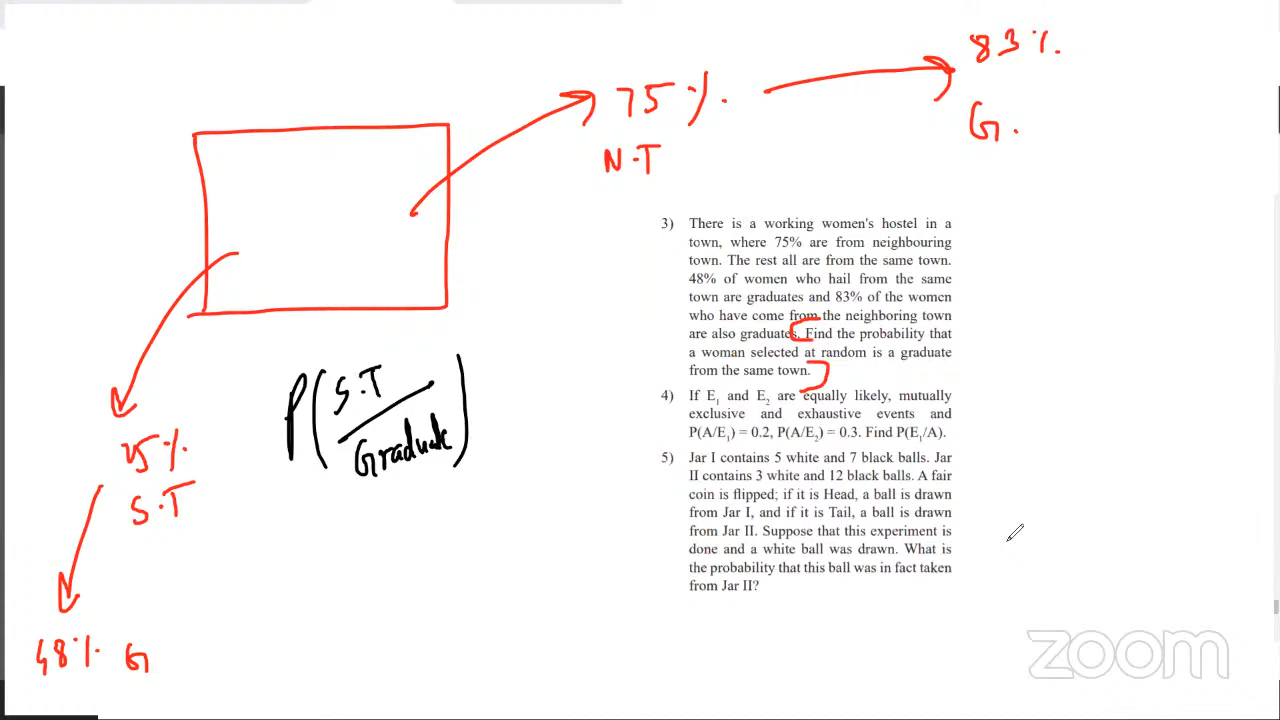 83%.
G.
75%.
N.T
3) There is a working women's hostel in a
town, where 75% are from neighbouring
town. The rest all are from the same town.
48% of women who hail from the same
town are graduates and 83% of the women
who have come from the neighboring town
are also graduates. Find the probability that
a woman selected at random is a graduate
from the same town.
4) If E₁ and E₂ are equally likely, mutually
exclusive and exhaustive events and
P(A/E₁) = 0.2, P(A/E₂) = 0.3. Find P(E₁/A).
5) Jar I contains 5 white and 7 black balls. Jar
II contains 3 white and 12 black balls. A fair
coin is flipped; if it is Head, a ball is drawn
from Jar I, and if it is Tail, a ball is drawn
from Jar II. Suppose that this experiment is
done and a white ball was drawn. What is
the probability that this ball was in fact taken
from Jar II?
P(S.T/Graduate)
25%
S.T
48%. G
zoom